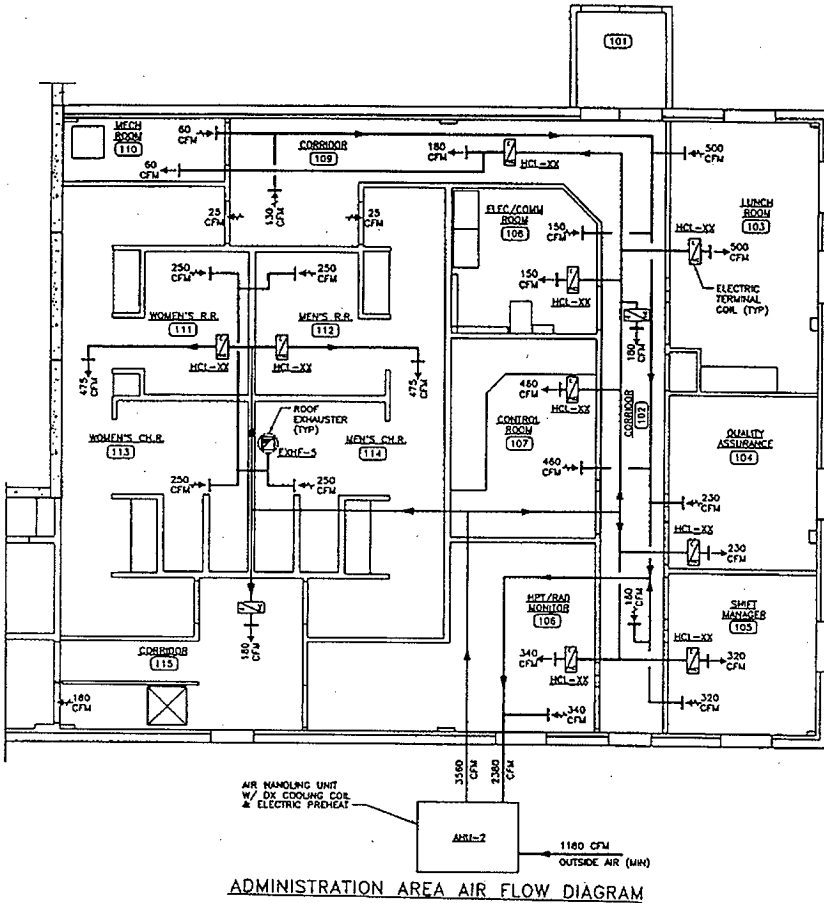 101
MECH
ROOM
110
60
CFM
CORRIDOR
109
180
CFM
HCL-XX
500
CFM
60
CFM
130
CFM
25
CFM
25
CFM
ELEC/COMM
ROOM
108
150
CFM
LUNCH
ROOM
103
HCL-XX
500
CFM
250
CFM
250
CFM
150
CFM
HCL-XX
ELECTRIC
TERMINAL
COIL (TYP)
WOMEN'S R.R.
111
MEN'S R.R.
112
HCL-XX
HCL-XX
180
CFM
475
CFM
475
CFM
460
CFM
HCL-XX
CORRIDOR
102
ROOF
EXHAUSTER
(TYP)
EXHF-5
CONTROL
ROOM
107
WOMEN'S CH.R.
113
MEN'S CH.R.
114
QUALITY
ASSURANCE
104
460
CFM
250
CFM
250
CFM
230
CFM
HCL-XX
230
CFM
HPT/RAD
MONITOR
106
180
CFM
SHIFT
MANAGER
105
180
CFM
CORRIDOR
115
HCL-XX
340
CFM
HCL-XX
320
CFM
180
CFM
340
CFM
320
CFM
3560
CFM
2380
CFM
AIR HANDLING UNIT
W/ DX COOLING COIL
& ELECTRIC PREHEAT
AHU-2
1180 CFM
OUTSIDE AIR (MIN)
ADMINISTRATION AREA AIR FLOW DIAGRAM